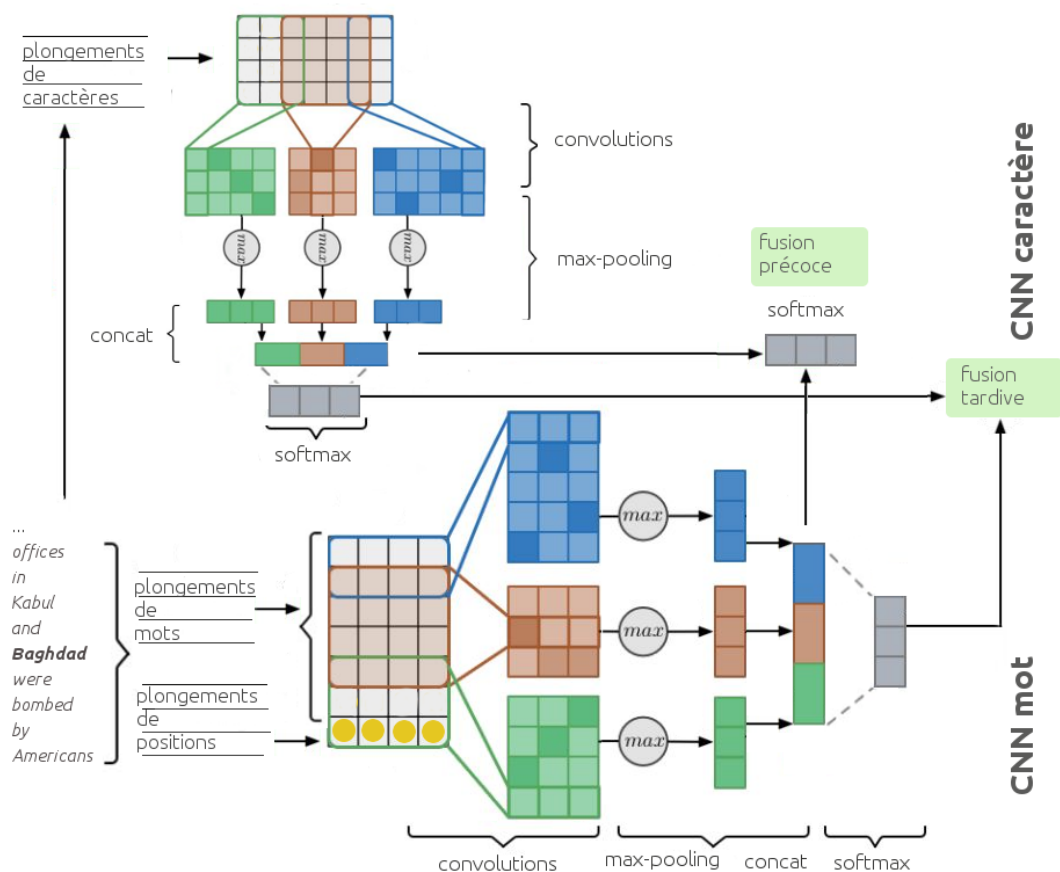 plongements
de
caractères
convolutions
max
max
max
max-pooling
concat
softmax
fusion
précoce
softmax
fusion
tardive
CNN caractère
...
offices
in
Kabul
and
Baghdad
were
bombed
by
Americans
plongements
de
mots
plongements
de
positions
max
max
max
CNN mot
convolutions
max-pooling
concat
softmax